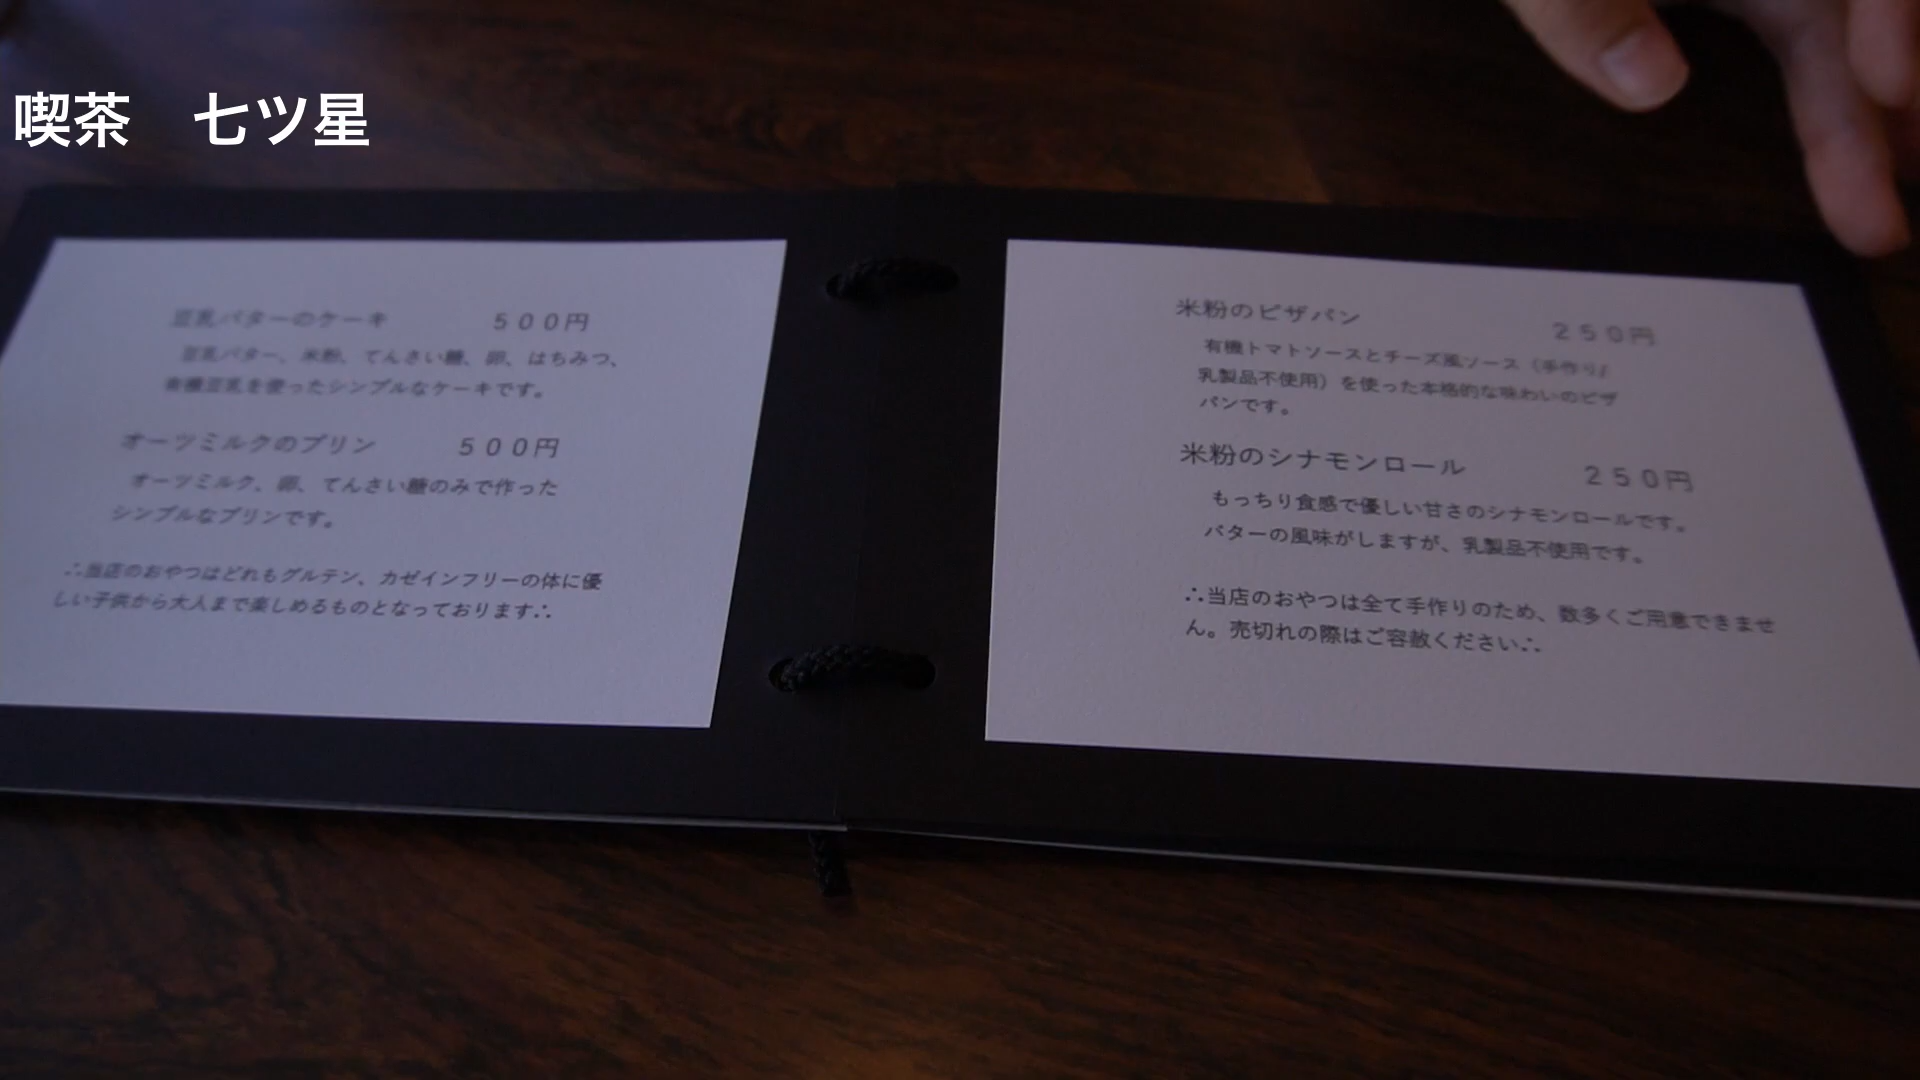 喫茶　七ツ星
豆乳バターのケーキ　５００円
豆乳バター、米粉、てんさい糖、卵、はちみつ、
有機豆乳を使ったシンプルなケーキです。
オーツミルクのプリン　５００円
オーツミルク、卵、てんさい糖のみで作った
シンプルなプリンです。
∴当店のおやつはどれもグルテン、カゼインフリーの体に優
しい子供から大人まで楽しめるものとなっております∴
米粉のピザパン　２５０円
有機トマトソースとチーズ風ソース（手作り/
乳製品不使用）を使った本格的な味わいのピザ
パンです。
米粉のシナモンロール　２５０円
もっちり食感で優しい甘さのシナモンロールです。
バターの風味がしますが、乳製品不使用です。
∴当店のおやつは全て手作りのため、数多くご用意できませ
ん。売切れの際はご容赦ください∴